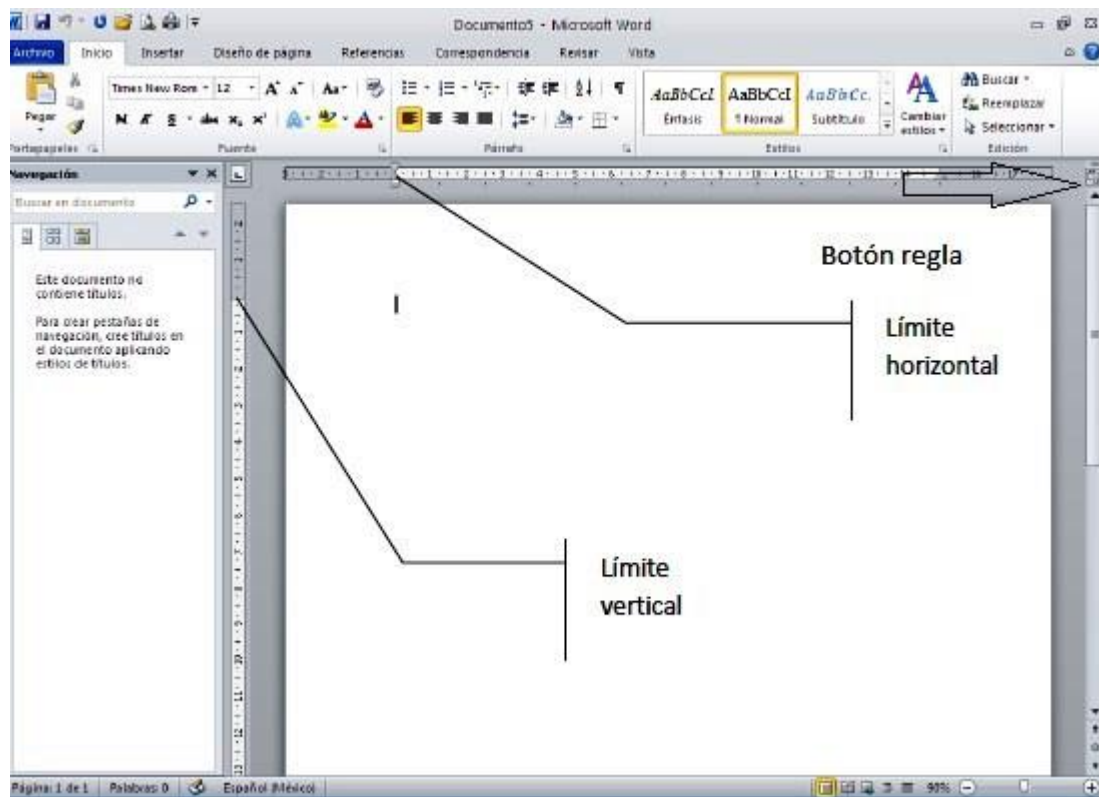 Documento5 - Microsoft Word
Archivo Inicio Insertar Diseño de página Referencias Correspondencia Revisar Vista
Times New Rom 12
AaBbCcI AaBbCcI AaBbCc.
Buscar
Reemplazar
Seleccionar
Pegar
N K S abc x, x'
Énfasis ¶ Normal Subtítulo
Cambiar
estilos
Portapapeles Fuente Párrafo Estilos Edición
Navegación
Buscar en documento
Este documento no
contiene títulos.
Para crear pestañas de
navegación, cree títulos en
el documento aplicando
estilos de títulos.
Botón regla
Límite
horizontal
Límite
vertical
Página: 1 de 1 Palabras: 0 Español (México) 90%